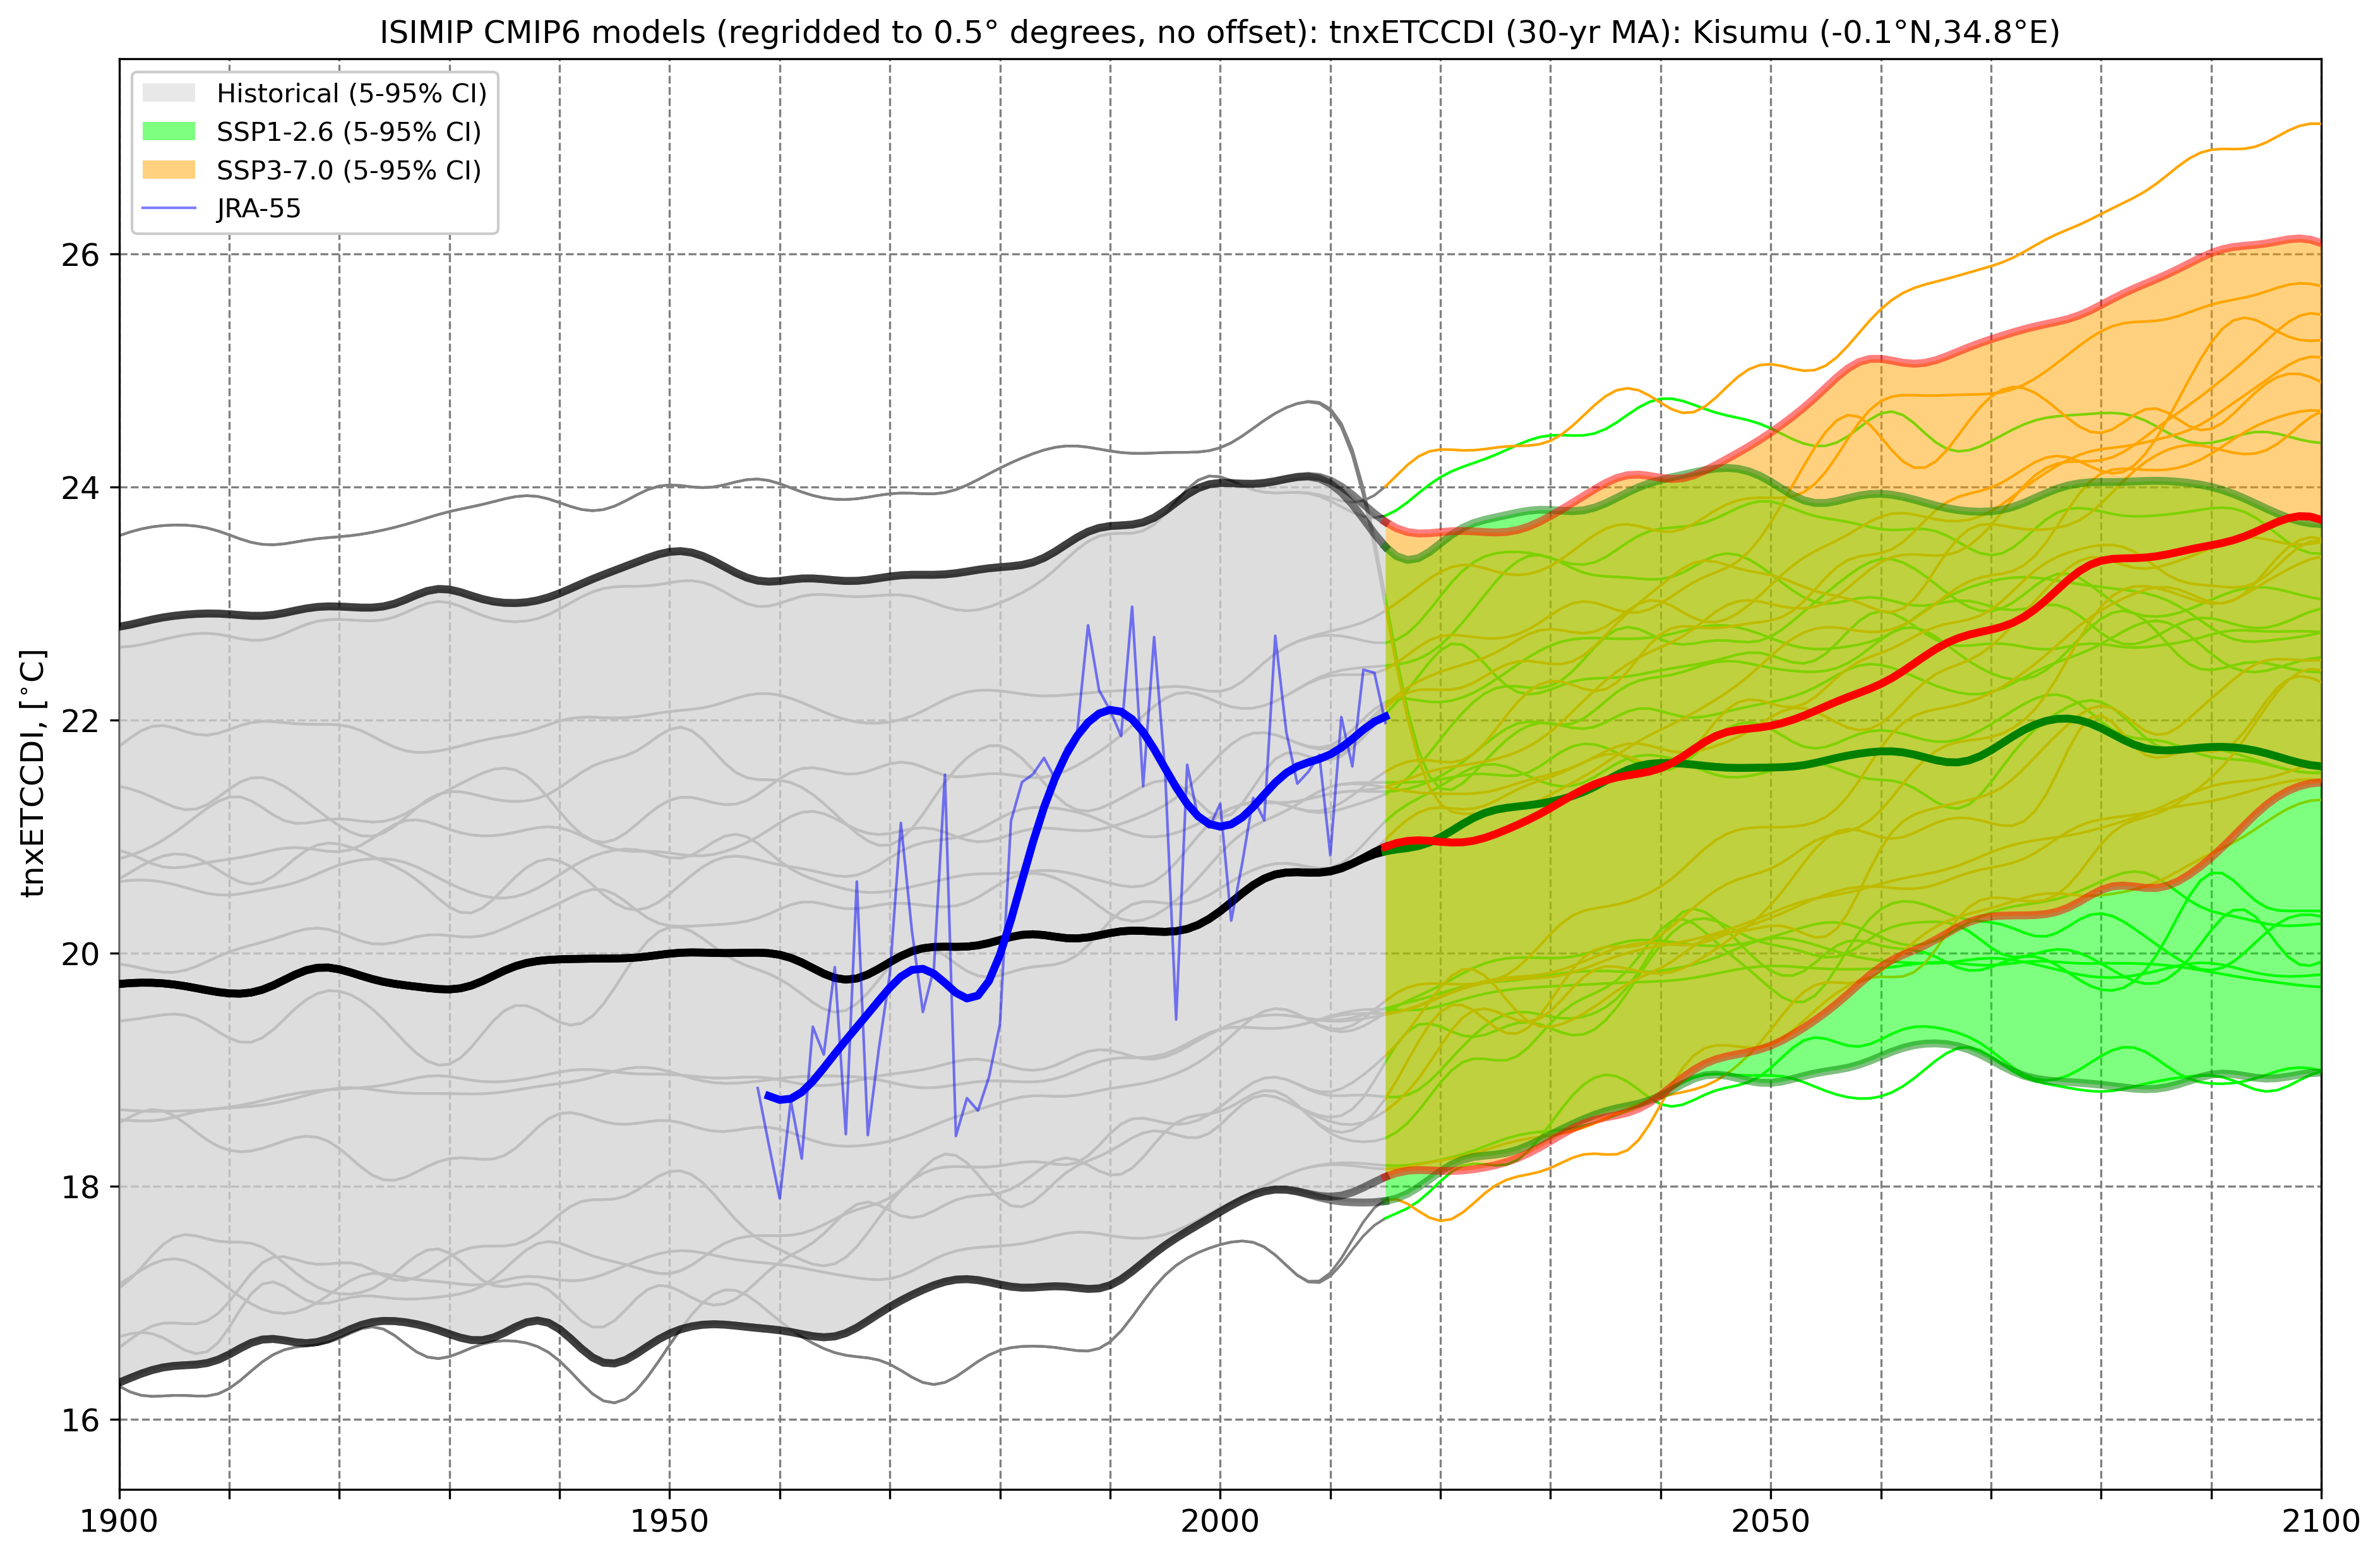 ISIMIP CMIP6 models (regridded to 0.5° degrees, no offset): tnxETCCDI (30-yr MA): Kisumu (-0.1°N,34.8°E)
Historical (5-95% CI)
SSP1-2.6 (5-95% CI)
SSP3-7.0 (5-95% CI)
JRA-55
tnxETCCDI, [°C]
26
24
22
20
18
16
1900
1950
2000
2050
2100